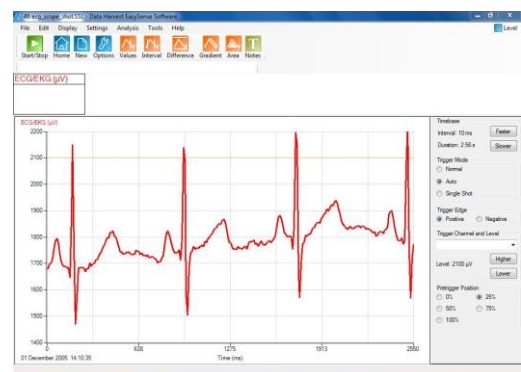 48 ecg_scope_shot.SSL - Data Harvest EasySense Software
File Edit Display Settings Analysis Tools Help
Level
Start/Stop Home New Options Values Interval Difference Gradient Area Notes
ECG/EKG (µV)
ECG/EKG (µV)
2200
2100
2000
1900
1800
1700
1600
1500
1400
0 638 1275 1913 2550
01 December 2005 14:10:35 Time (ms)
Timebase
Interval: 10 ms Faster
Duration: 2.56 s Slower
Trigger Mode
Normal
Auto
Single Shot
Trigger Edge
Positive Negative
Trigger Channel and Level
Level: 2100 µV Higher
Lower
Pretrigger Position
0% 25%
50% 75%
100%